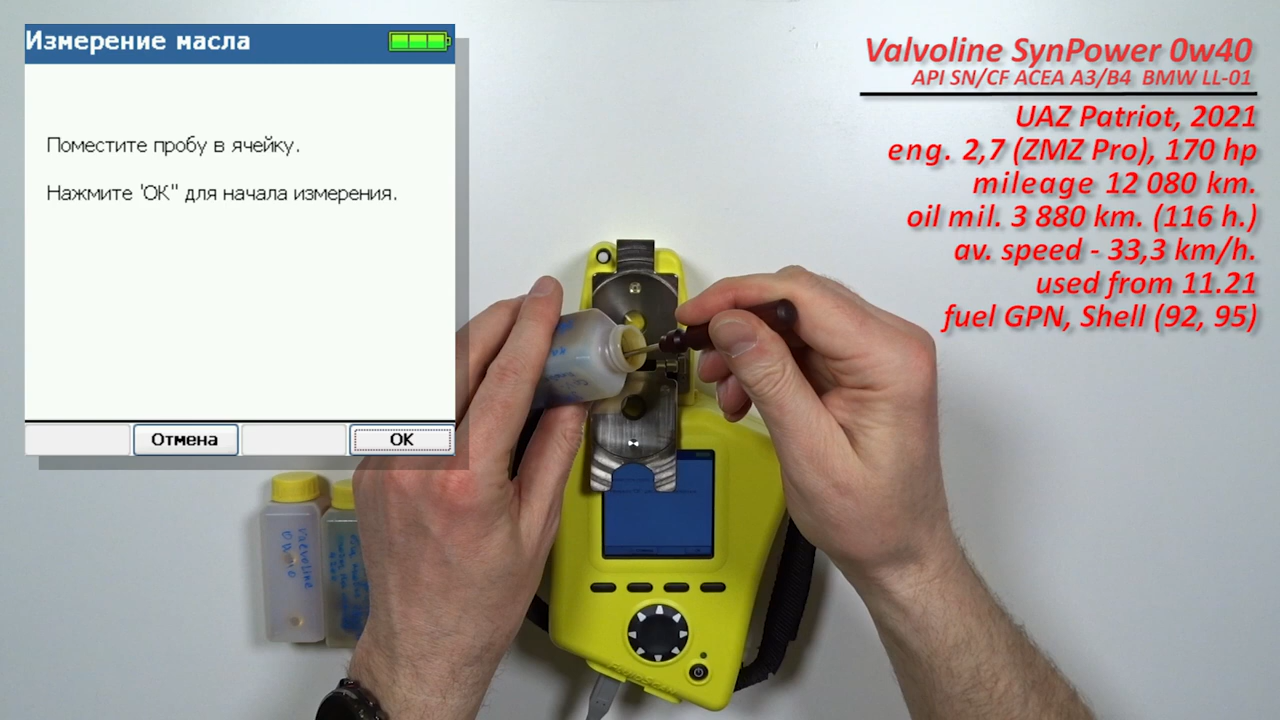 Измерение масла
Поместите пробу в ячейку.
Нажмите 'ОК" для начала измерения.
Отмена
ОК
Valvoline SynPower 0w40
API SN/CF ACEA A3/B4 BMW LL-01
UAZ Patriot, 2021
eng. 2,7 (ZMZ Pro), 170 hp
mileage 12 080 km.
oil mil. 3 880 km. (116 h.)
av. speed - 33,3 km/h.
used from 11.21
fuel GPN, Shell (92, 95)
Valvoline